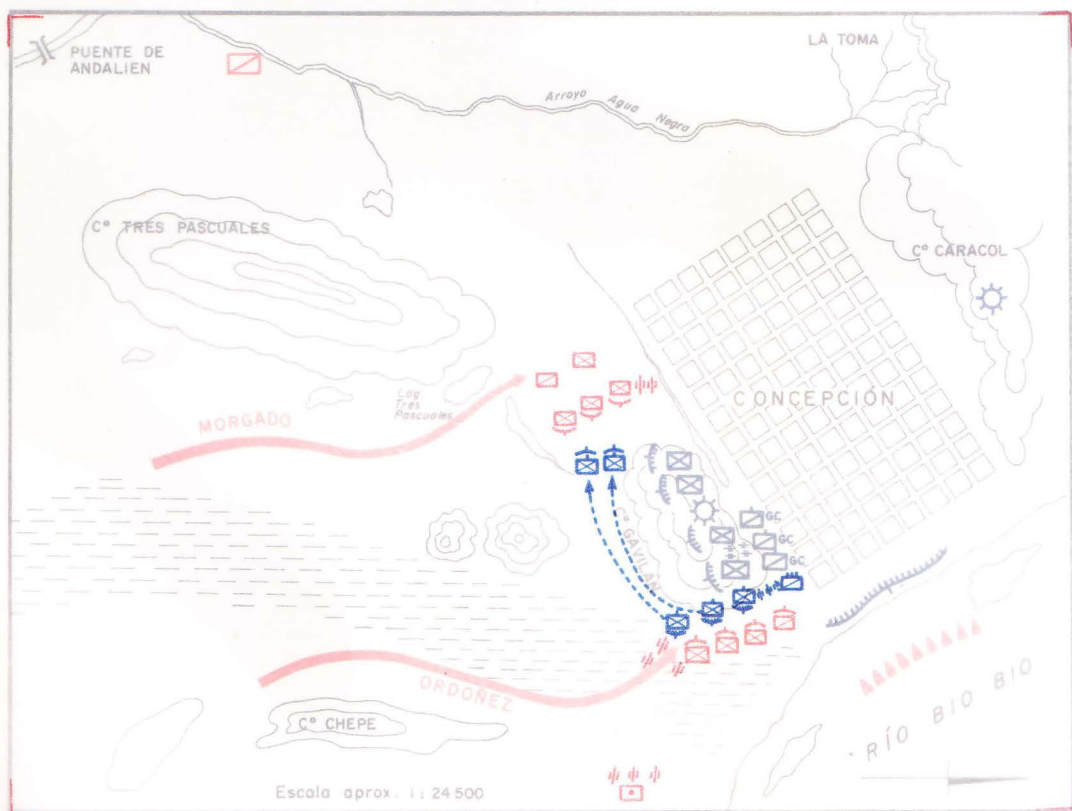 PUENTE DE
ANDALIEN
LA TOMA
Arroyo Agua Negra
Cº TRES PASCUALES
Cº CARACOL
Lag
Tres
Pascuales
MORGADO
CONCEPCIÓN
Cº GAVILÁN
GC
GC
GC
ORDOÑEZ
Cº CHEPE
RÍO BIO BIO
Escala aprox. 1: 24 500